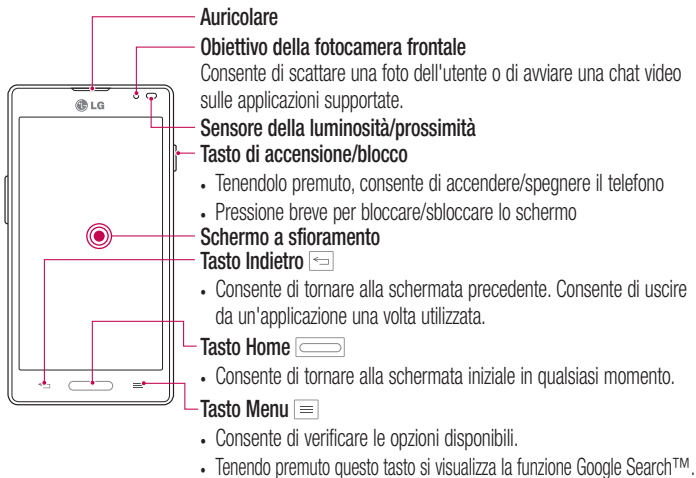 Auricolare
Obiettivo della fotocamera frontale
Consente di scattare una foto dell'utente o di avviare una chat video
sulle applicazioni supportate.
LG
Sensore della luminosità/prossimità
Tasto di accensione/blocco
• Tenendolo premuto, consente di accendere/spegnere il telefono
• Pressione breve per bloccare/sbloccare lo schermo
Schermo a sfioramento
Tasto Indietro
• Consente di tornare alla schermata precedente. Consente di uscire
da un'applicazione una volta utilizzata.
Tasto Home
• Consente di tornare alla schermata iniziale in qualsiasi momento.
Tasto Menu
• Consente di verificare le opzioni disponibili.
• Tenendo premuto questo tasto si visualizza la funzione Google Search™.